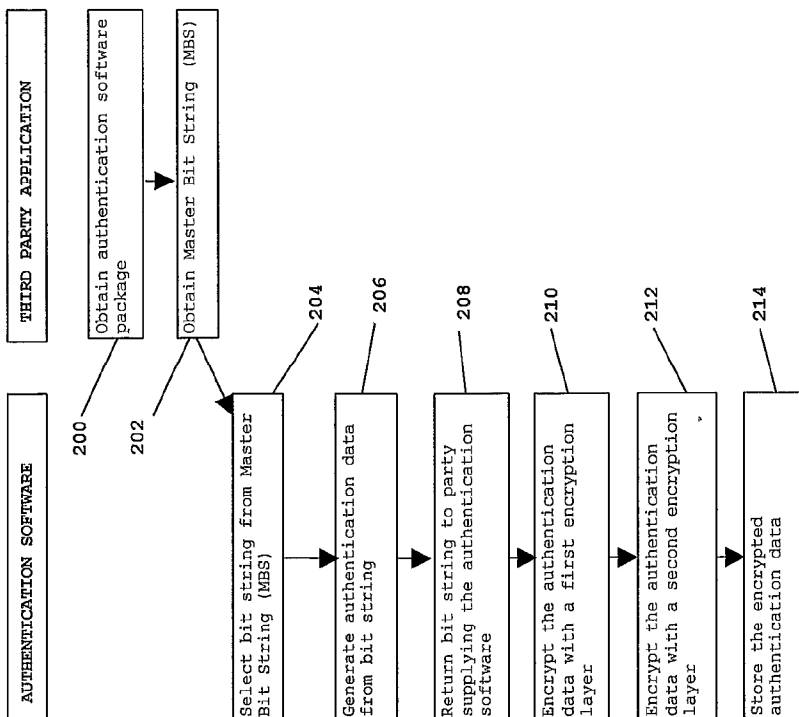 AUTHENTICATION SOFTWARE
THIRD PARTY APPLICATION
200
Obtain authentication software
package
202
Obtain Master Bit String (MBS)
Select bit string from Master
Bit String (MBS)
204
Generate authentication data
from bit string
206
Return bit string to party
supplying the authentication
software
208
Encrypt the authentication
data with a first encryption
layer
210
Encrypt the authentication
data with a second encryption
layer
212
Store the encrypted
authentication data
214